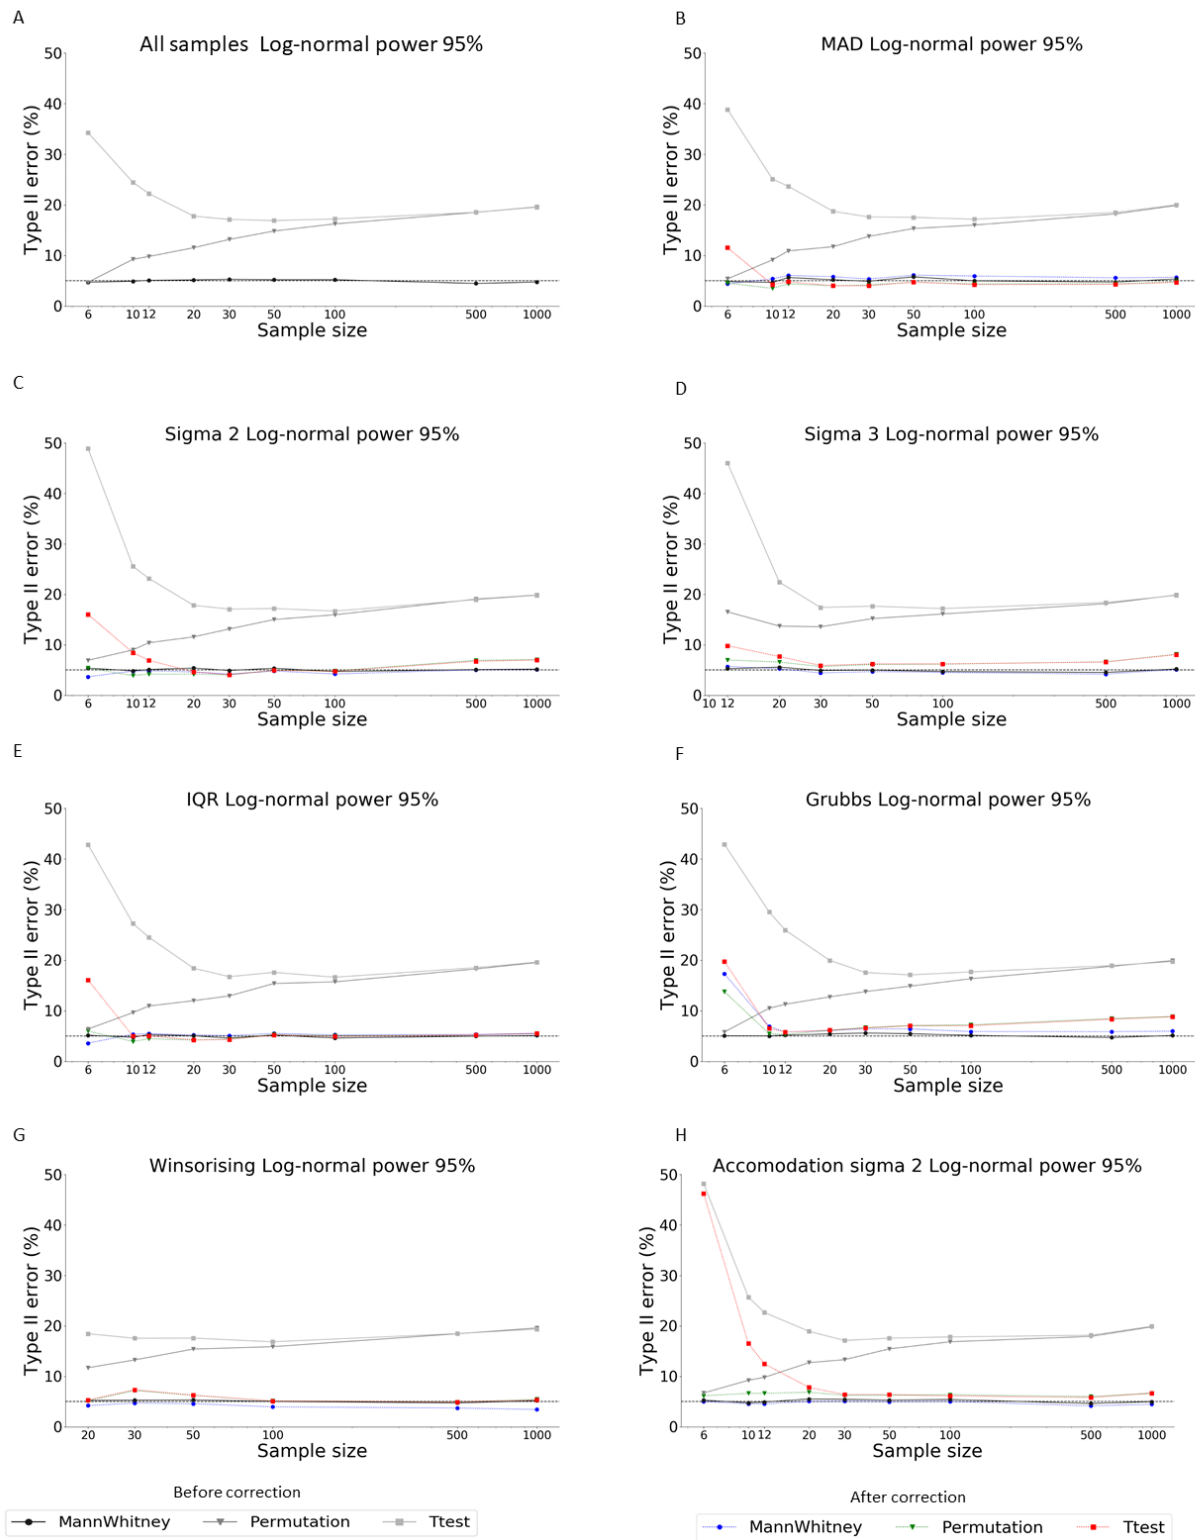 A
All samples  Log-normal power 95%
Type II error (%)
50
40
30
20
10
0
6 10 12 20 30 50 100 500 1000
Sample size
B
MAD Log-normal power 95%
Type II error (%)
50
40
30
20
10
0
6 10 12 20 30 50 100 500 1000
Sample size
C
Sigma 2 Log-normal power 95%
Type II error (%)
50
40
30
20
10
0
6 10 12 20 30 50 100 500 1000
Sample size
D
Sigma 3 Log-normal power 95%
Type II error (%)
50
40
30
20
10
0
10 12 20 30 50 100 500 1000
Sample size
E
IQR Log-normal power 95%
Type II error (%)
50
40
30
20
10
0
6 10 12 20 30 50 100 500 1000
Sample size
F
Grubbs Log-normal power 95%
Type II error (%)
50
40
30
20
10
0
6 10 12 20 30 50 100 500 1000
Sample size
G
Winsorising Log-normal power 95%
Type II error (%)
50
40
30
20
10
0
20 30 50 100 500 1000
Sample size
H
Accomodation sigma 2 Log-normal power 95%
Type II error (%)
50
40
30
20
10
0
6 10 12 20 30 50 100 500 1000
Sample size
Before correction
MannWhitney Permutation Ttest
After correction
MannWhitney Permutation Ttest